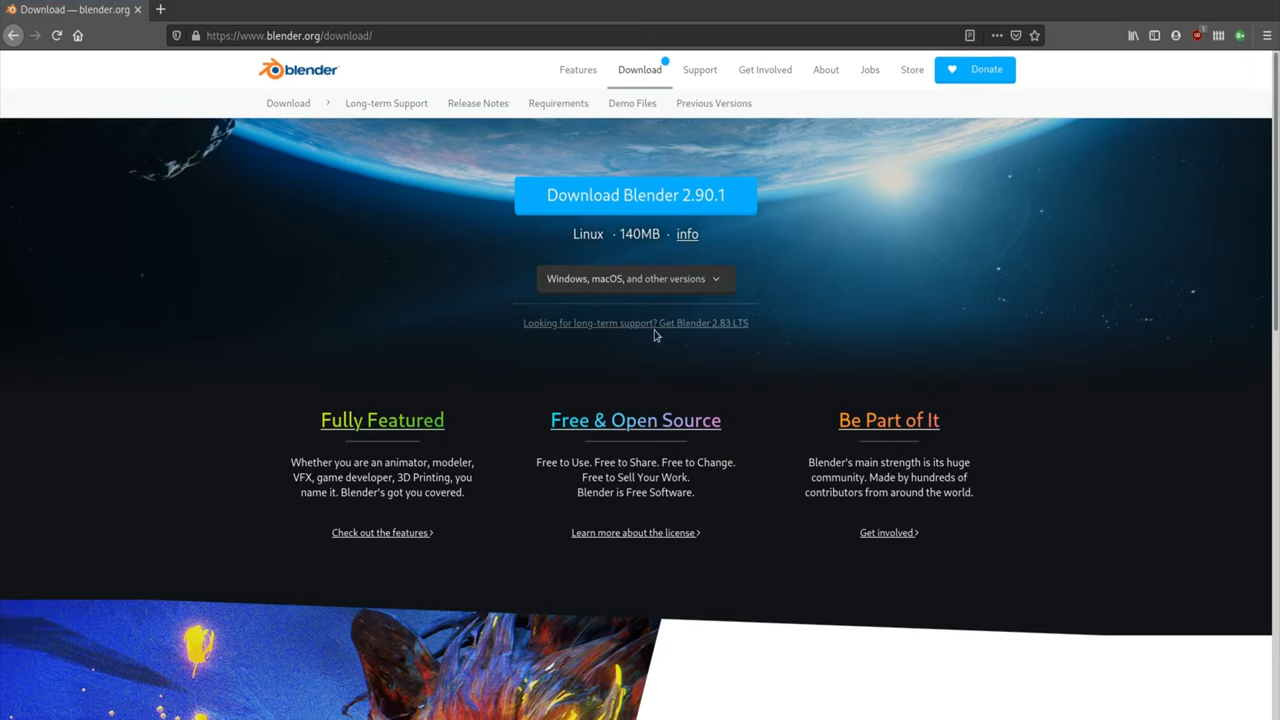 Download — blender.org
https://www.blender.org/download/
1
blender
Features
Download
Support
Get Involved
About
Jobs
Store
Donate
Download
Long-term Support
Release Notes
Requirements
Demo Files
Previous Versions
Download Blender 2.90.1
Linux · 140MB · info
Windows, macOS, and other versions
Looking for long-term support? Get Blender 2.83 LTS
Fully Featured
Whether you are an animator, modeler,
VFX, game developer, 3D Printing, you
name it. Blender's got you covered.
Check out the features
Free & Open Source
Free to Use. Free to Share. Free to Change.
Free to Sell Your Work.
Blender is Free Software.
Learn more about the license
Be Part of It
Blender's main strength is its huge
community. Made by hundreds of
contributors from around the world.
Get involved